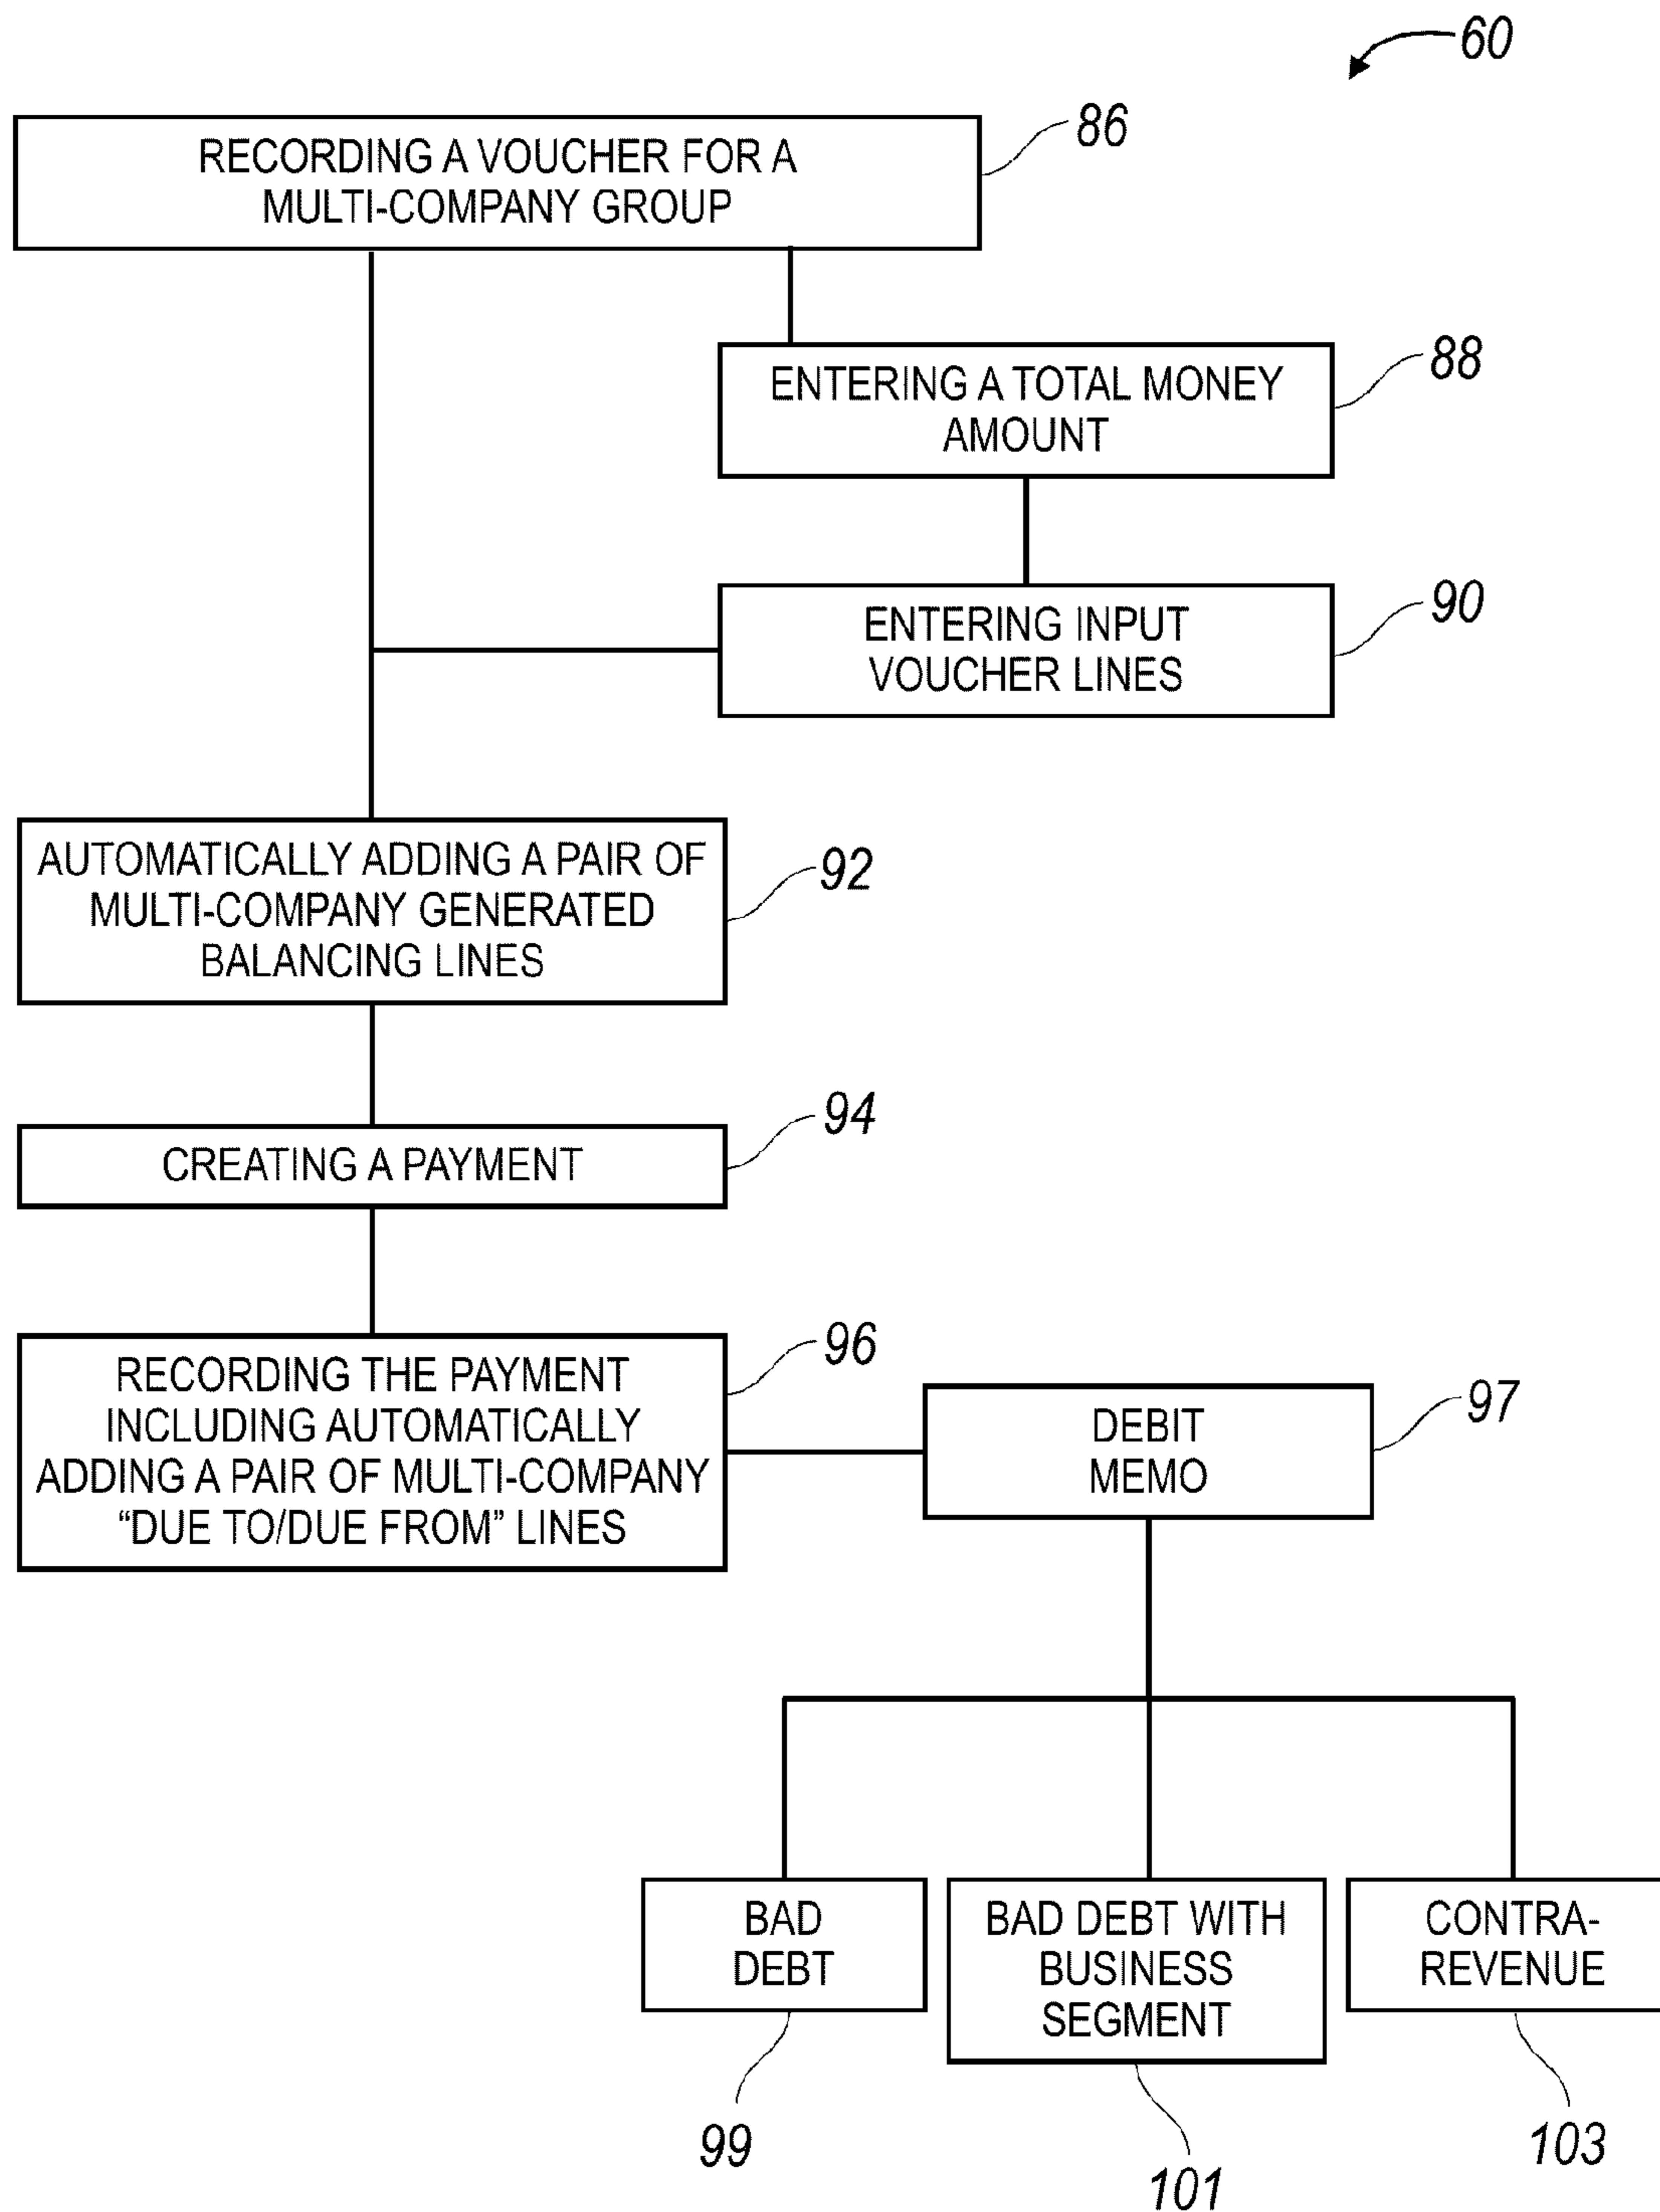 60
RECORDING A VOUCHER FOR A
MULTI-COMPANY GROUP
86
ENTERING A TOTAL MONEY
AMOUNT
88
ENTERING INPUT
VOUCHER LINES
90
AUTOMATICALLY ADDING A PAIR OF
MULTI-COMPANY GENERATED
BALANCING LINES
92
CREATING A PAYMENT
94
RECORDING THE PAYMENT
INCLUDING AUTOMATICALLY
ADDING A PAIR OF MULTI-COMPANY
“DUE TO/DUE FROM” LINES
96
DEBIT
MEMO
97
BAD
DEBT
99
BAD DEBT WITH
BUSINESS
SEGMENT
101
CONTRA-
REVENUE
103